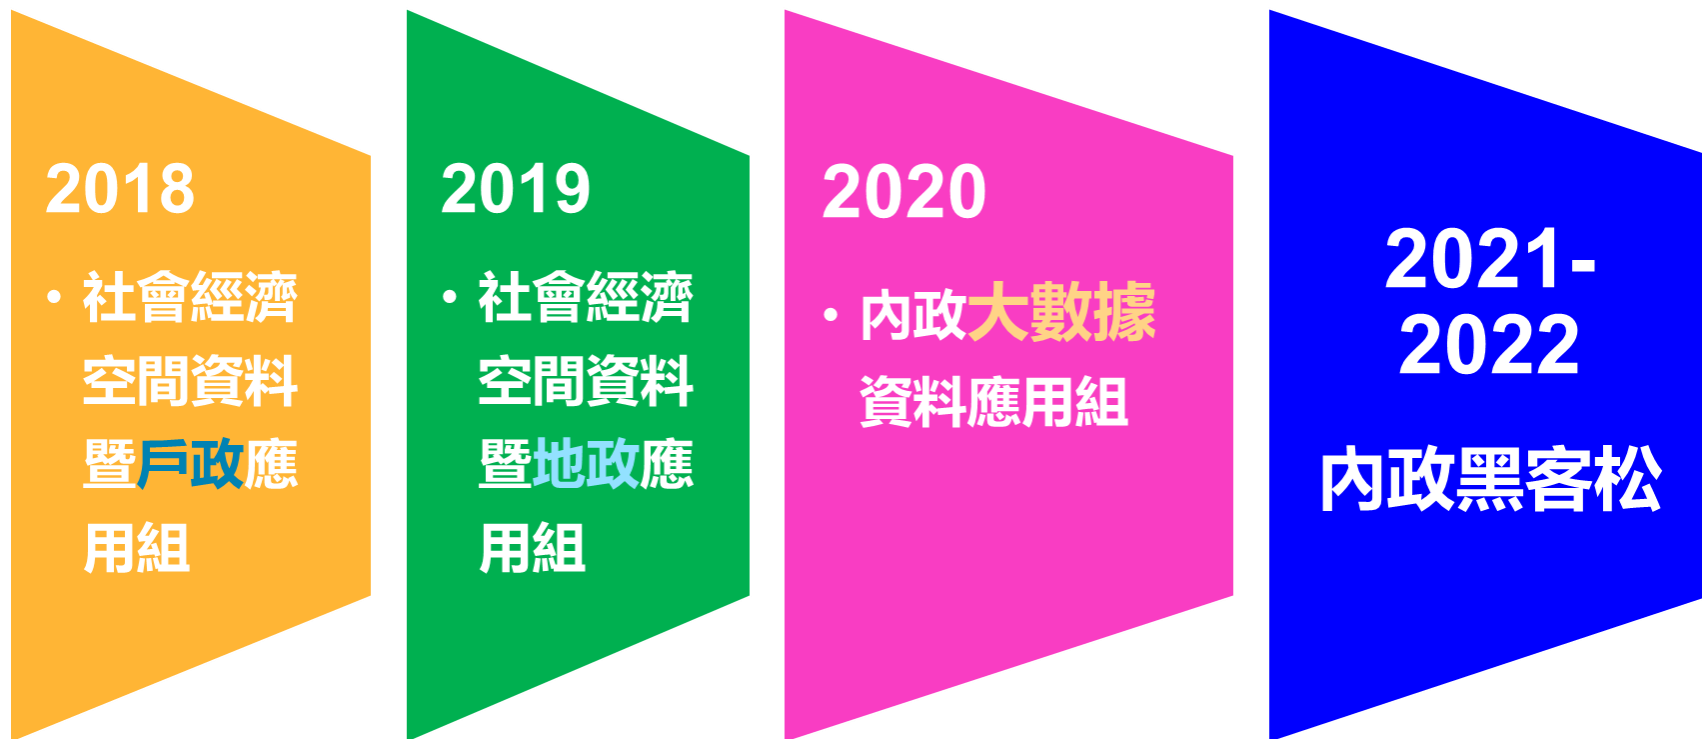 2018
• 社會經濟
空間資料
暨戶政應
用組
2019
• 社會經濟
空間資料
暨地政應
用組
2020
• 內政大數據
資料應用組
2021-
2022
內政黑客松